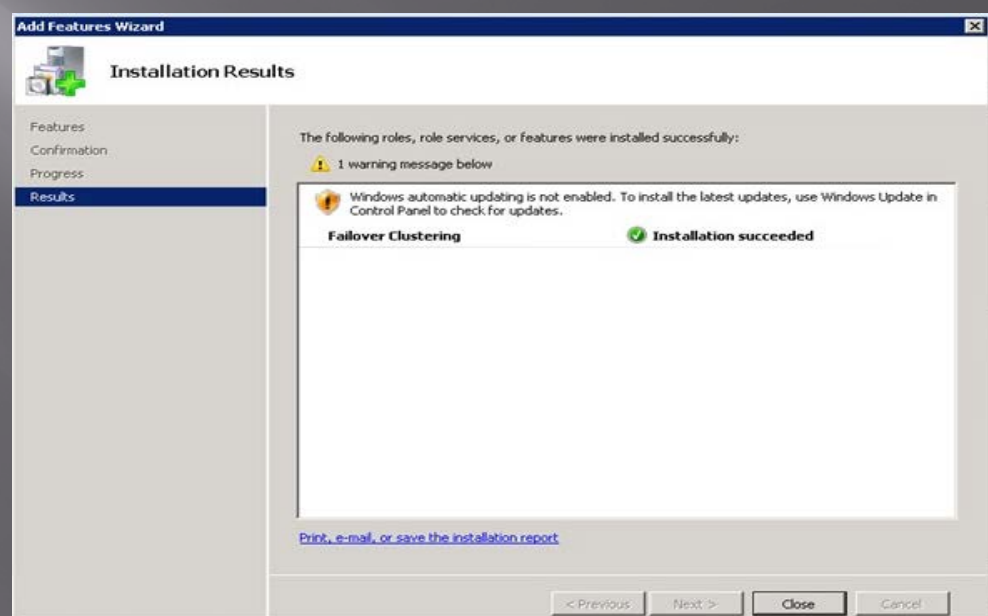 Add Features Wizard
Installation Results
Features
Confirmation
Progress
Results
The following roles, role services, or features were installed successfully:
1 warning message below
Windows automatic updating is not enabled. To install the latest updates, use Windows Update in
Control Panel to check for updates.
Failover Clustering Installation succeeded
Print, e-mail, or save the installation report
< Previous Next > Close Cancel